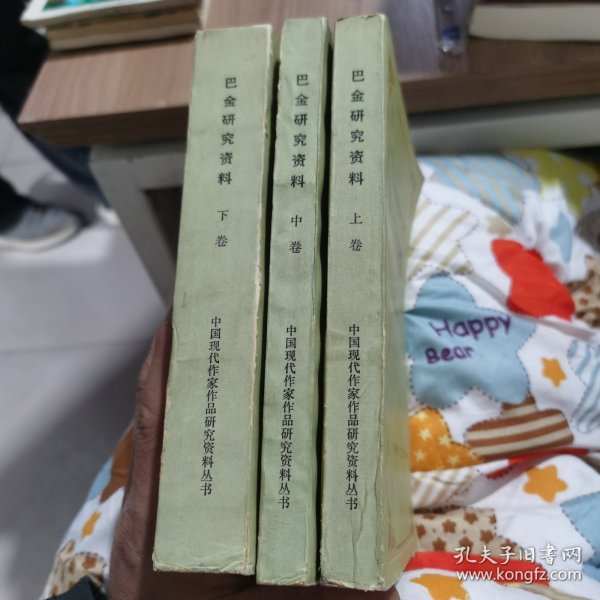 巴金研究资料 下卷
中国现代作家作品研究资料丛书
巴金研究资料 中卷
中国现代作家作品研究资料丛书
巴金研究资料 上卷
中国现代作家作品研究资料丛书
Happy
Bear
孔夫子旧书网
www.kongfz.com